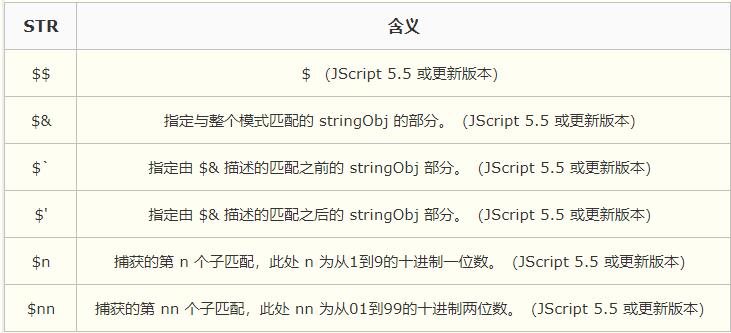 STR 含义
$$ $ (JScript 5.5 或更新版本)
$& 指定与整个模式匹配的 stringObj 的部分。 (JScript 5.5 或更新版本)
$` 指定由 $& 描述的匹配之前的 stringObj 部分。 (JScript 5.5 或更新版本)
$' 指定由 $& 描述的匹配之后的 stringObj 部分。 (JScript 5.5 或更新版本)
$n 捕获的第 n 个子匹配，此处 n 为从1到9的十进制一位数。 (JScript 5.5 或更新版本)
$nn 捕获的第 nn 个子匹配，此处 nn 为从01到99的十进制两位数。 (JScript 5.5 或更新版本)